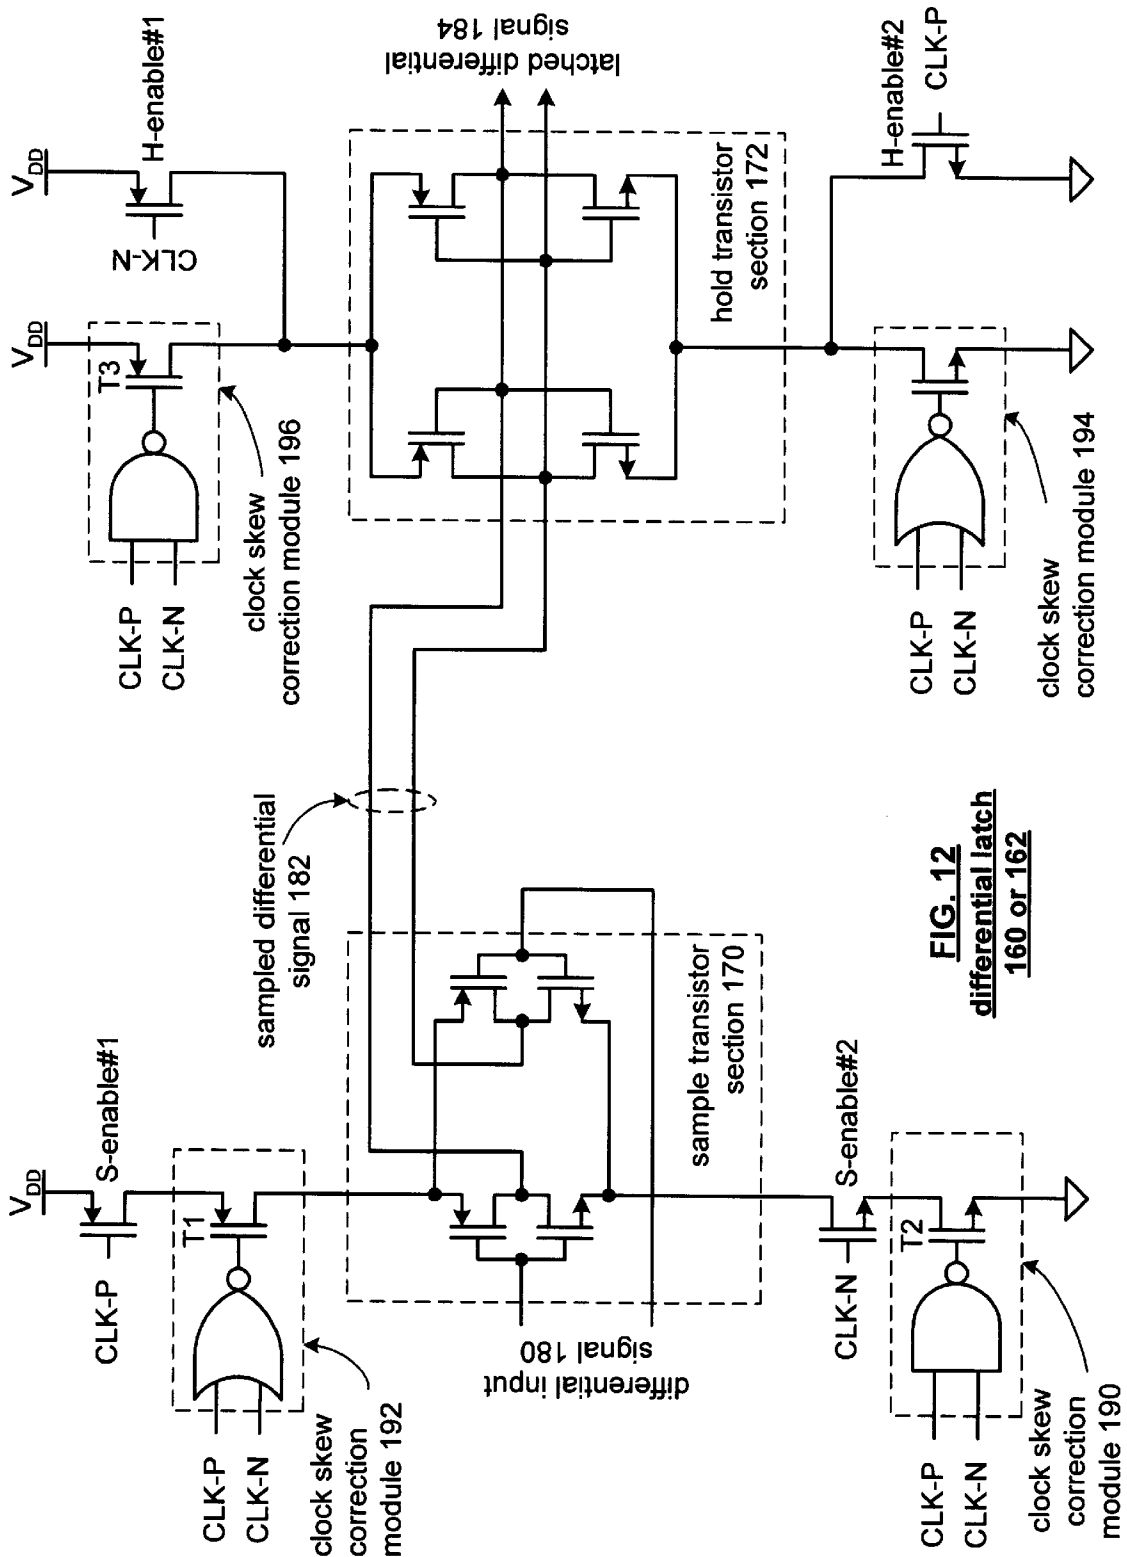 V_DD
S-enable#1
CLK-P
T1
CLK-P
CLK-N
clock skew
correction
module 192
differential input
signal 180
sample transistor
section 170
sampled differential
signal 182
S-enable#2
CLK-N
T2
CLK-P
CLK-N
clock skew
correction
module 190
V_DD
T3
CLK-P
CLK-N
clock skew
correction module 196
V_DD
H-enable#1
CLK-N
latched differential
signal 184
hold transistor
section 172
H-enable#2
CLK-P
CLK-P
CLK-N
clock skew
correction module 194
FIG. 12
differential latch
160 or 162